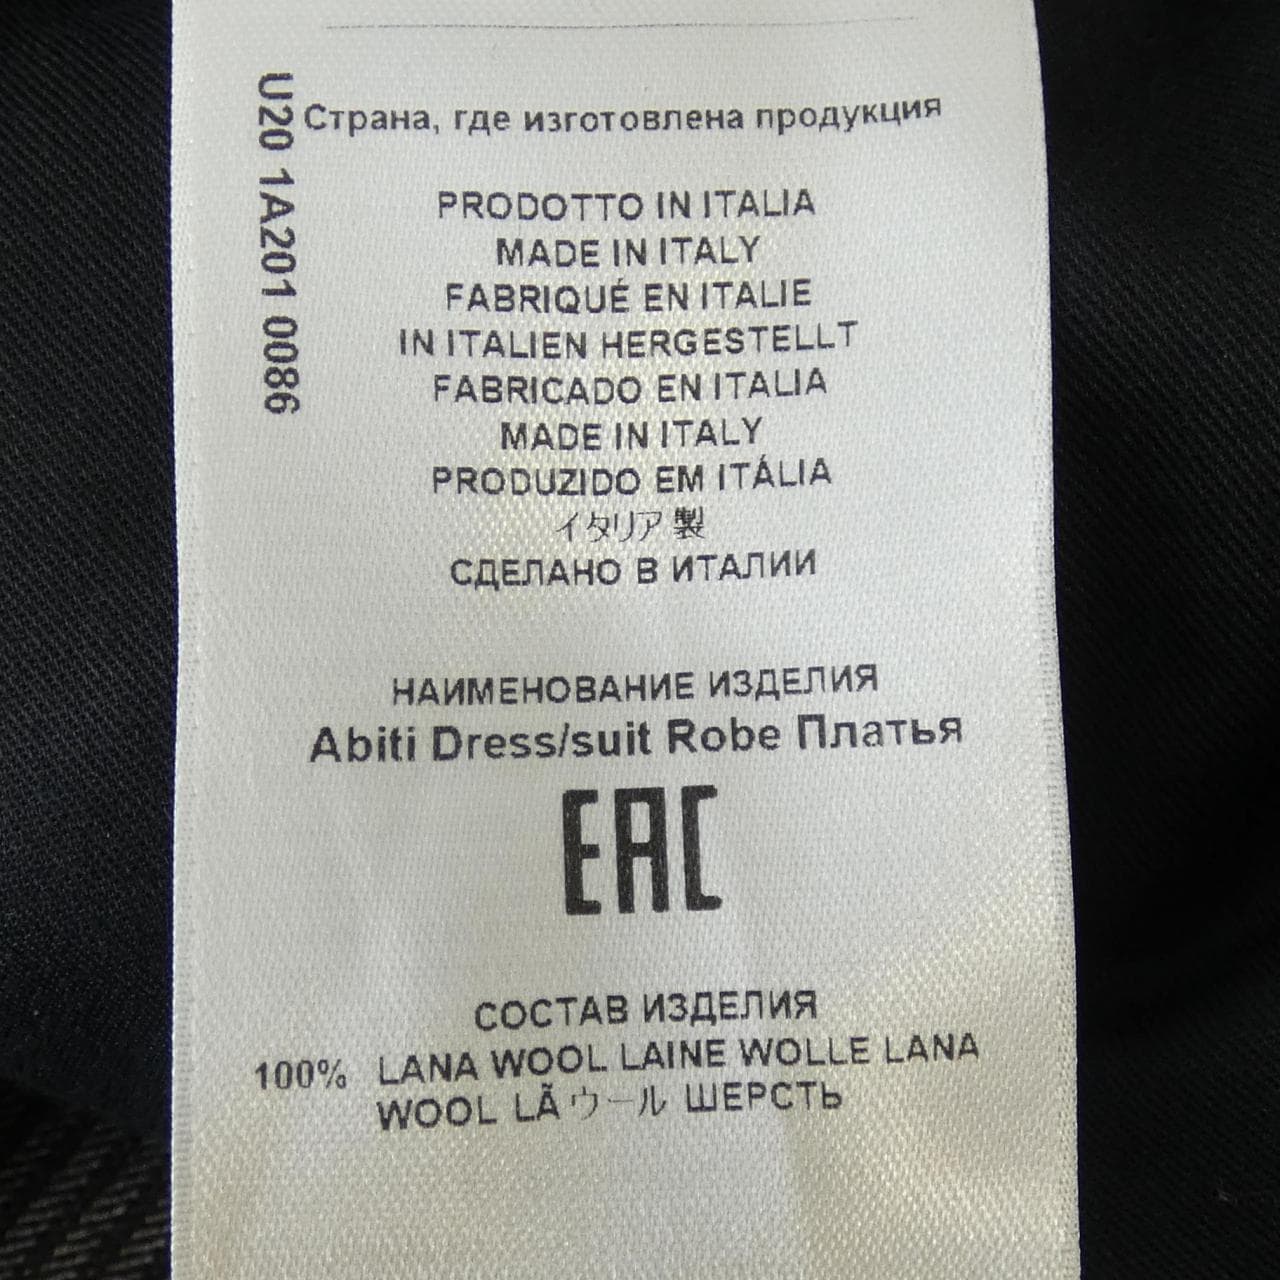 U20 1A201 0086
Страна, где изготовлена продукция
PRODOTTO IN ITALIA
MADE IN ITALY
FABRIQUÉ EN ITALIE
IN ITALIEN HERGESTELLT
FABRICADO EN ITALIA
MADE IN ITALY
PRODUZIDO EM ITÁLIA
イタリア製
СДЕЛАНО В ИТАЛИИ
НАИМЕНОВАНИЕ ИЗДЕЛИЯ
Abiti Dress/suit Robe Платья
EAC
СОСТАВ ИЗДЕЛИЯ
100% LANA WOOL LAINE WOLLE LANA
WOOL LÃ ウール ШЕРСТЬ